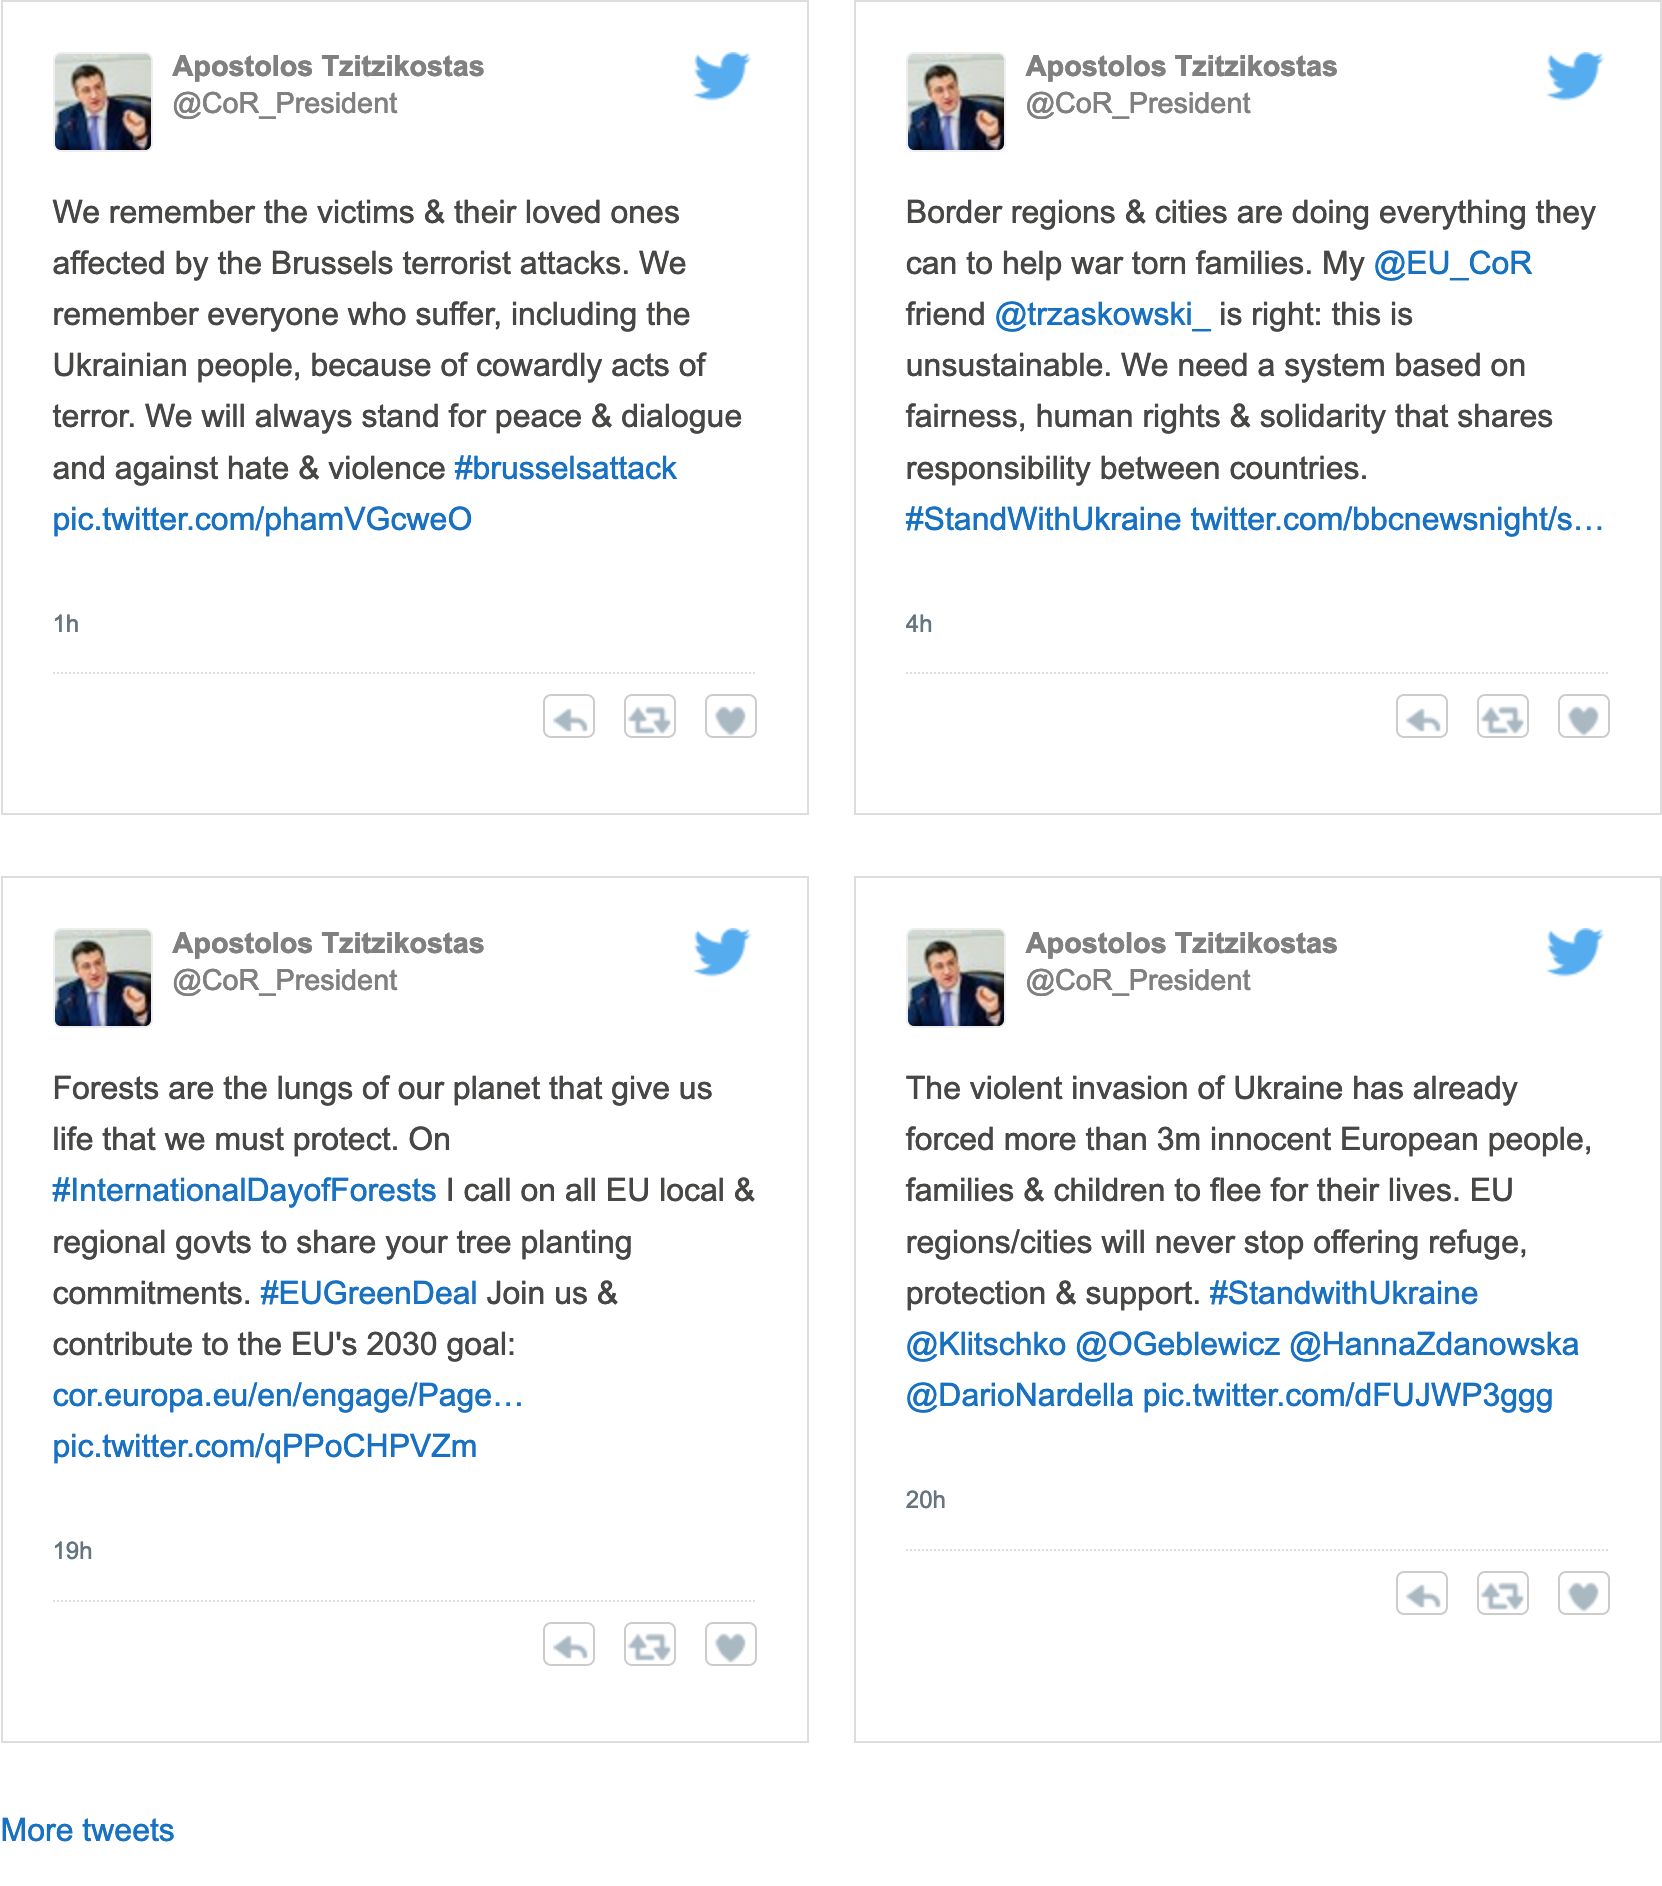 Apostolos Tzitzikostas
@CoR_President
We remember the victims & their loved ones
affected by the Brussels terrorist attacks. We
remember everyone who suffer, including the
Ukrainian people, because of cowardly acts of
terror. We will always stand for peace & dialogue
and against hate & violence #brusselsattack
pic.twitter.com/phamVGcweO
1h
Apostolos Tzitzikostas
@CoR_President
Border regions & cities are doing everything they
can to help war torn families. My @EU_CoR
friend @trzaskowski_ is right: this is
unsustainable. We need a system based on
fairness, human rights & solidarity that shares
responsibility between countries.
#StandWithUkraine twitter.com/bbcnewsnight/s…
4h
Apostolos Tzitzikostas
@CoR_President
Forests are the lungs of our planet that give us
life that we must protect. On
#InternationalDayofForests I call on all EU local &
regional govts to share your tree planting
commitments. #EUGreenDeal Join us &
contribute to the EU's 2030 goal:
cor.europa.eu/en/engage/Page…
pic.twitter.com/qPPoCHPVZm
19h
Apostolos Tzitzikostas
@CoR_President
The violent invasion of Ukraine has already
forced more than 3m innocent European people,
families & children to flee for their lives. EU
regions/cities will never stop offering refuge,
protection & support. #StandwithUkraine
@Klitschko @OGeblewicz @HannaZdanowska
@DarioNardella pic.twitter.com/dFUJWP3ggg
20h
More tweets